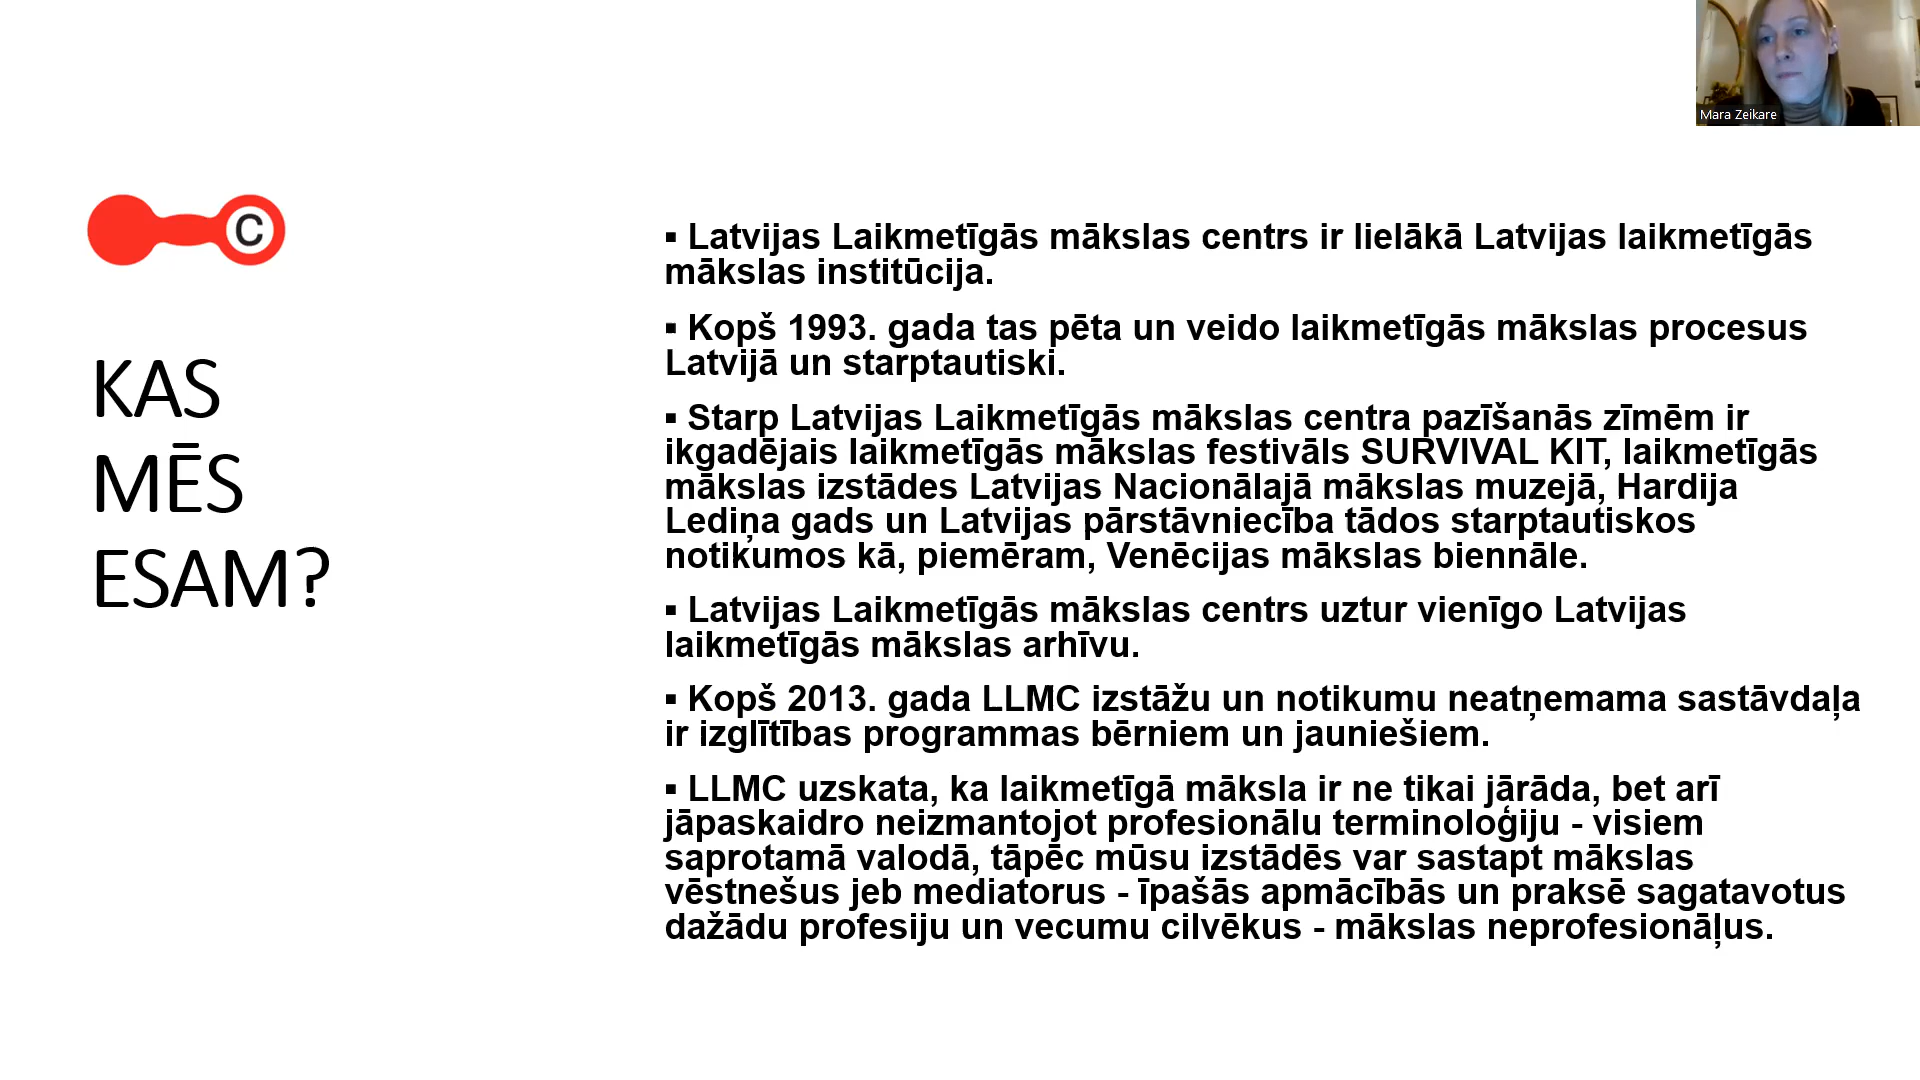 Mara Zeikare
C
KAS
MĒS
ESAM?
▪ Latvijas Laikmetīgās mākslas centrs ir lielākā Latvijas laikmetīgās
mākslas institūcija.
▪ Kopš 1993. gada tas pēta un veido laikmetīgās mākslas procesus
Latvijā un starptautiski.
▪ Starp Latvijas Laikmetīgās mākslas centra pazīšanās zīmēm ir
ikgadējais laikmetīgās mākslas festivāls SURVIVAL KIT, laikmetīgās
mākslas izstādes Latvijas Nacionālajā mākslas muzejā, Hardija
Lediņa gads un Latvijas pārstāvniecība tādos starptautiskos
notikumos kā, piemēram, Venēcijas mākslas biennāle.
▪ Latvijas Laikmetīgās mākslas centrs uztur vienīgo Latvijas
laikmetīgās mākslas arhīvu.
▪ Kopš 2013. gada LLMC izstāžu un notikumu neatņemama sastāvdaļa
ir izglītības programmas bērniem un jauniešiem.
▪ LLMC uzskata, ka laikmetīgā māksla ir ne tikai jārāda, bet arī
jāpaskaidro neizmantojot profesionālu terminoloģiju - visiem
saprotamā valodā, tāpēc mūsu izstādēs var sastapt mākslas
vēstnešus jeb mediatorus - īpašās apmācībās un praksē sagatavotus
dažādu profesiju un vecumu cilvēkus - mākslas neprofesionāļus.